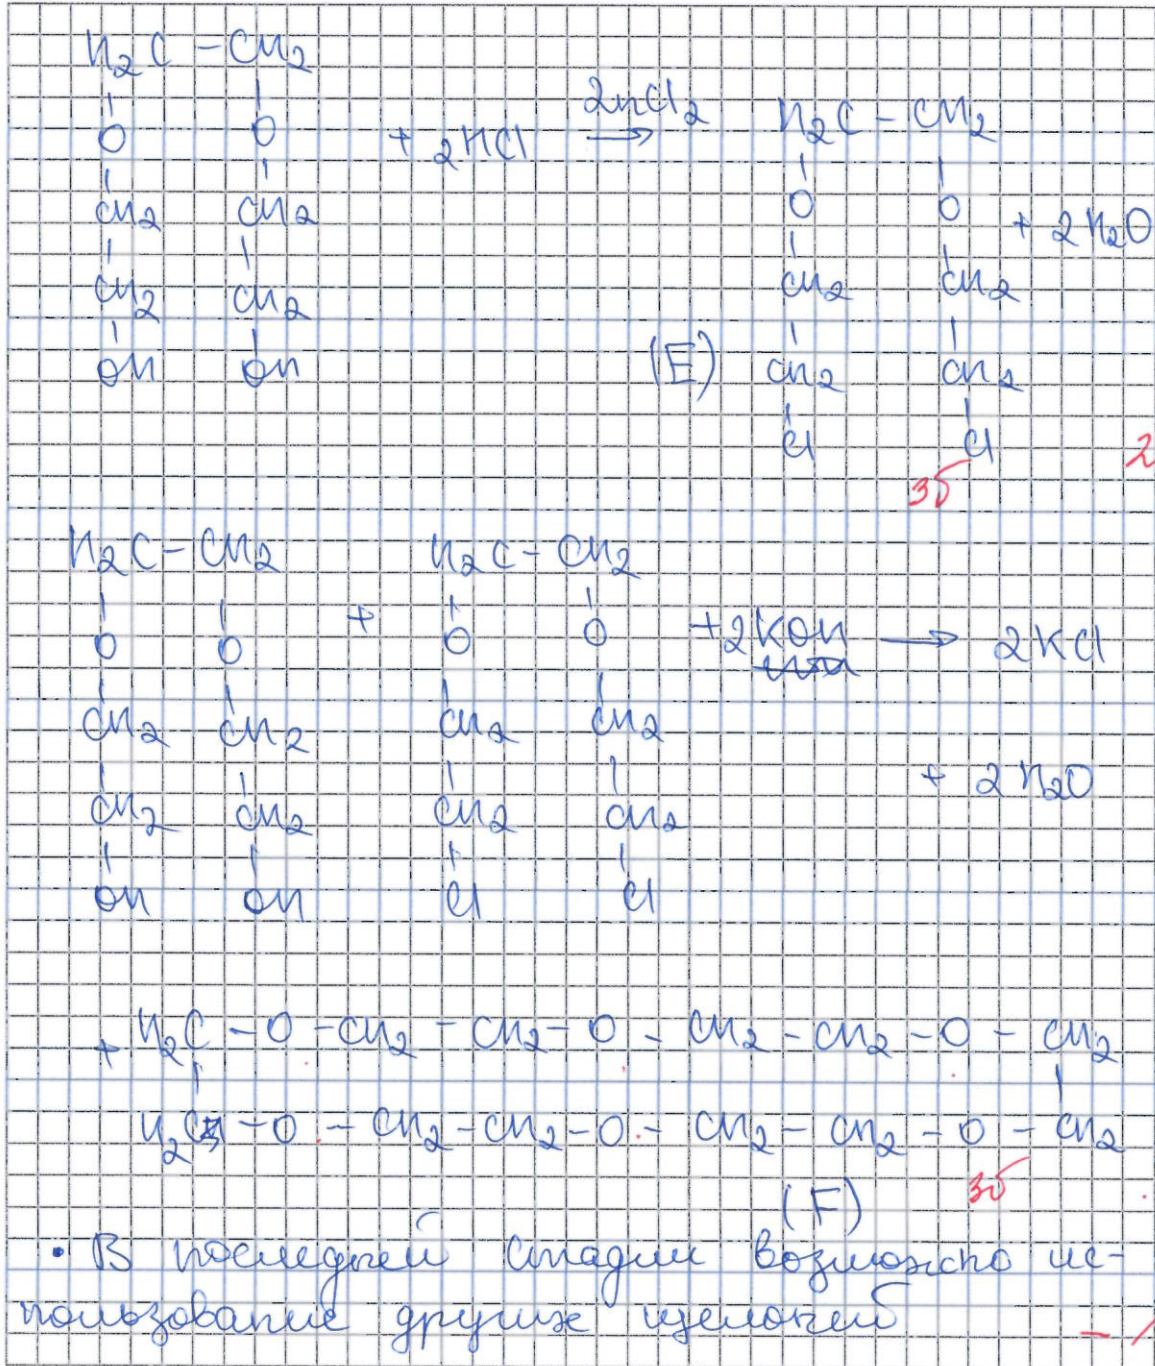 H₂C – CH₂
O O + 2HCl ZnCl₂ → H₂C – CH₂
CH₂ CH₂ O O + 2H₂O
CH₂ CH₂ CH₂ CH₂
OH OH (E) CH₂ CH₂
Cl Cl 2
3б
H₂C – CH₂ H₂C – CH₂
O O + O O + 2KOH → 2KCl
CH₂ CH₂ CH₂ CH₂
CH₂ CH₂ CH₂ CH₂ + 2H₂O
OH OH Cl Cl
+ H₂C – O – CH₂ – CH₂ – O – CH₂ – CH₂ – O – CH₂
H₂C – O – CH₂ – CH₂ – O – CH₂ – CH₂ – O – CH₂
(F) 3б
• В последней стадии возможно ис-
пользование других щелочей